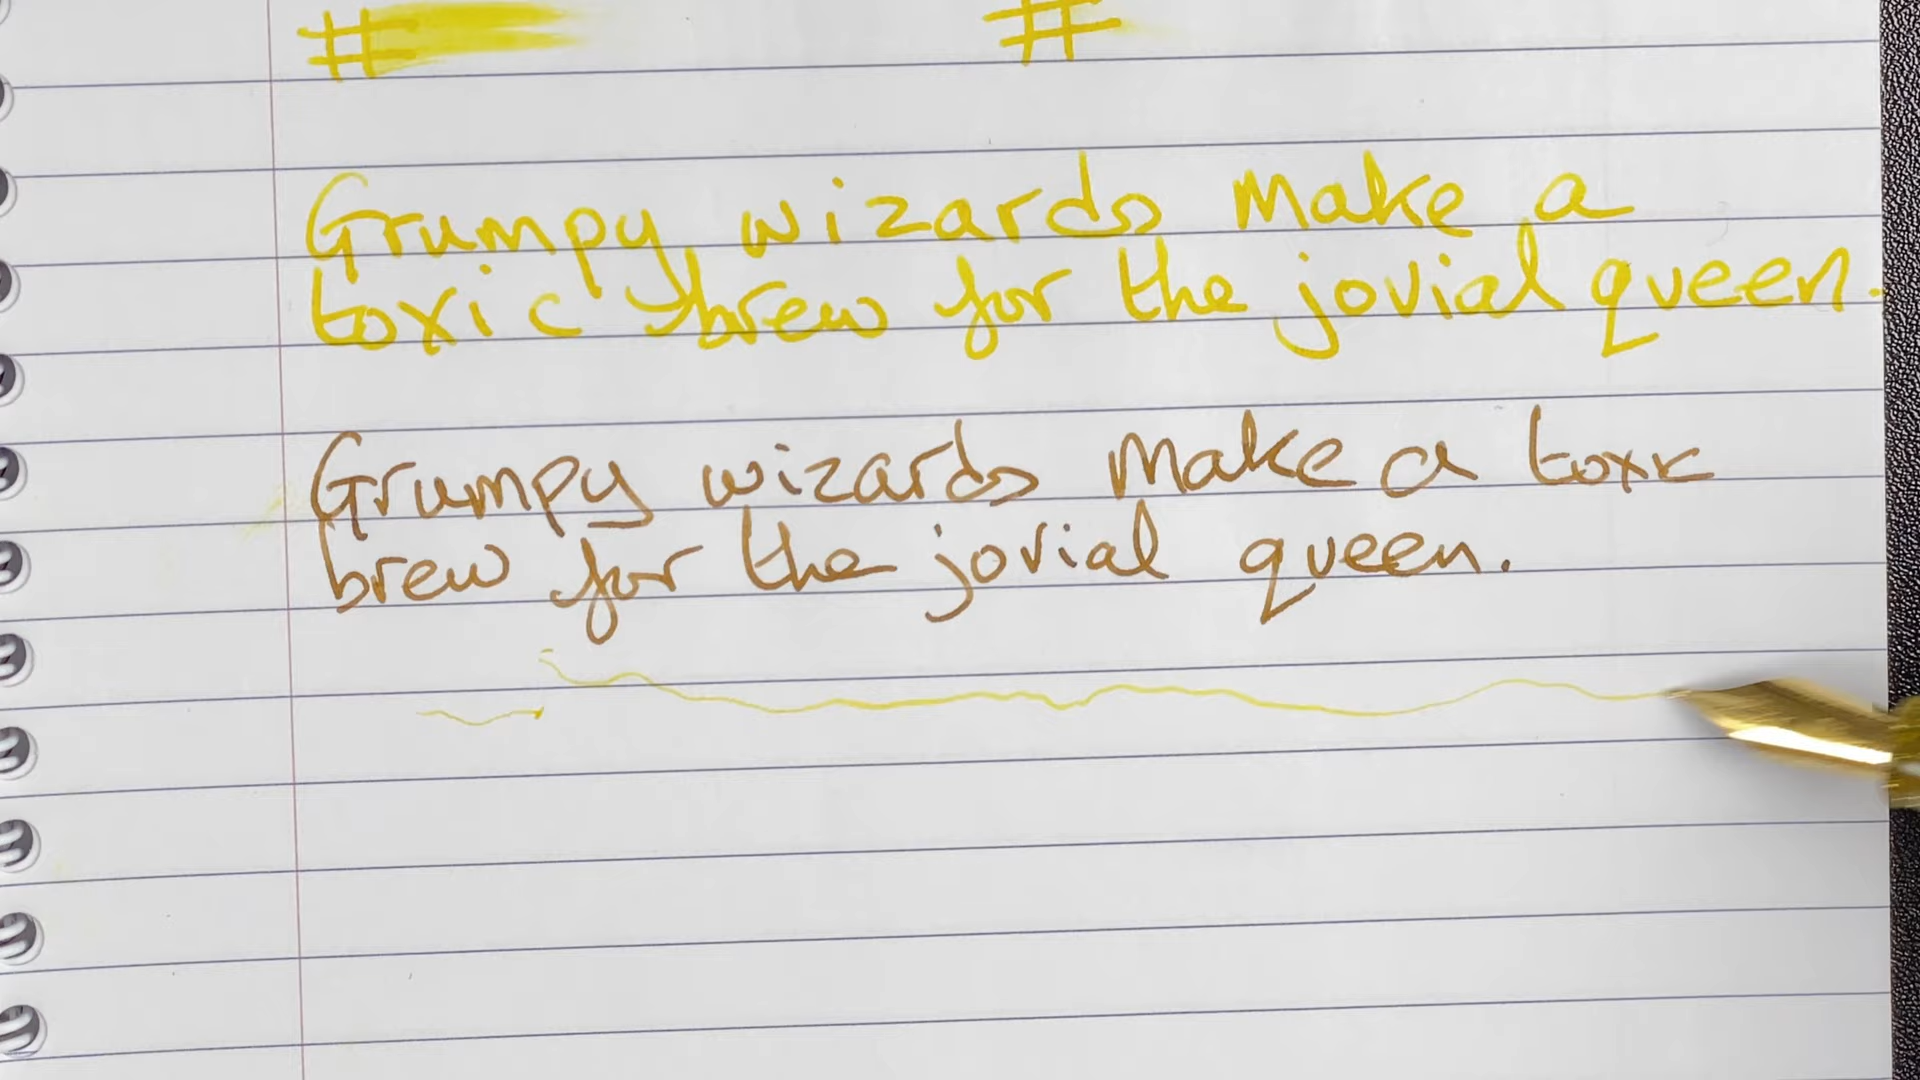 # #
Grumpy wizards make a
toxic brew for the jovial queen.
Grumpy wizards make a toxic
brew for the jovial queen.